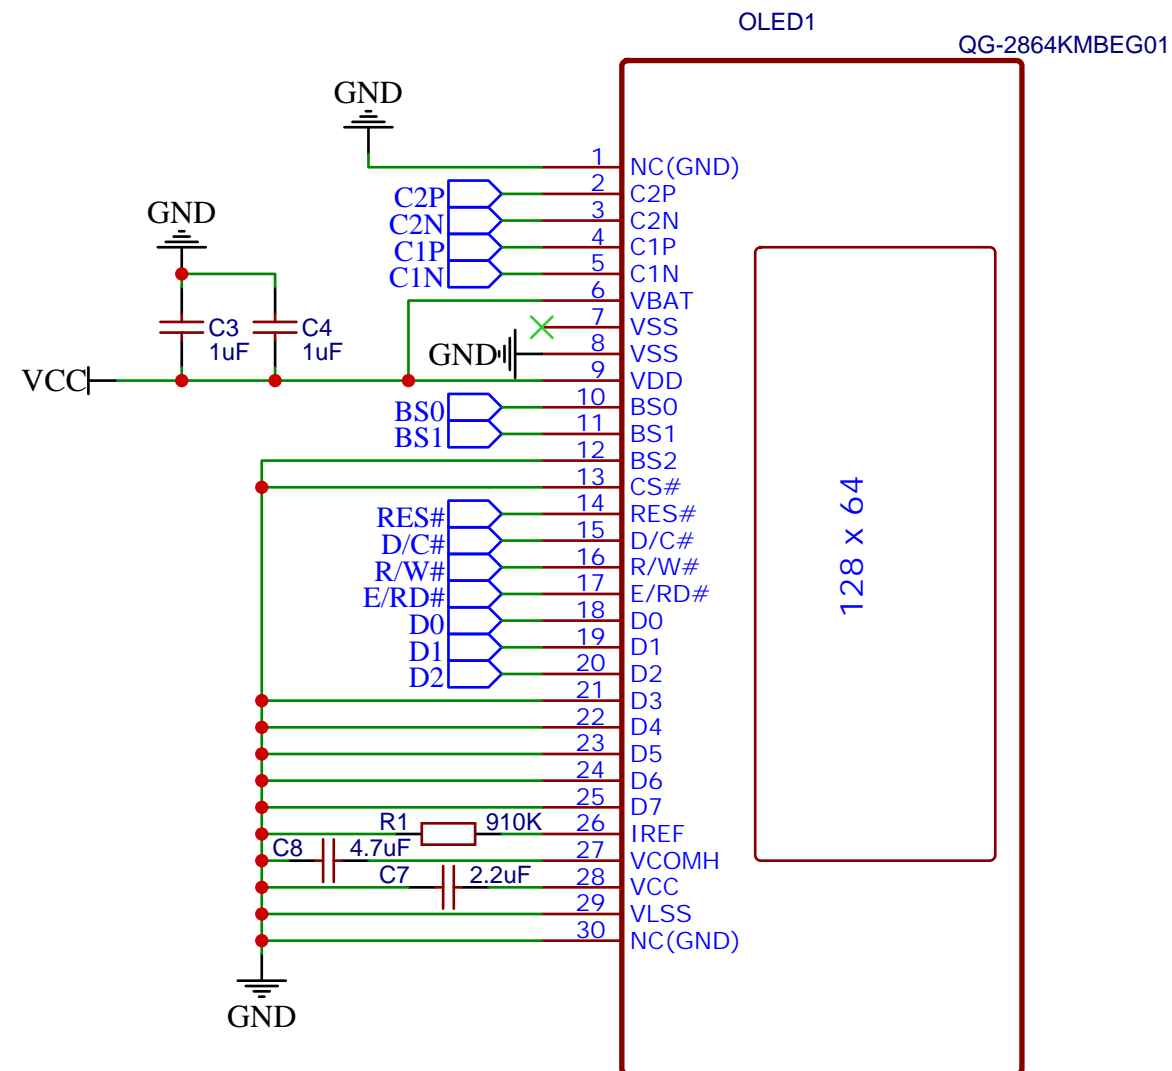 OLED1
QG-2864KMBEG01
GND
1 NC(GND)
C2P 2 C2P
C2N 3 C2N
GND
C1P 4 C1P
C1N 5 C1N
6 VBAT
C3 1uF
C4 1uF
7 VSS
GND 8 VSS
VCC 9 VDD
BS0 10 BS0
BS1 11 BS1
12 BS2
13 CS#
RES# 14 RES#
D/C# 15 D/C#
R/W# 16 R/W#
E/RD# 17 E/RD#
D0 18 D0
D1 19 D1
D2 20 D2
21 D3
22 D4
23 D5
24 D6
25 D7
R1 910K 26 IREF
C8 4.7uF 27 VCOMH
C7 2.2uF 28 VCC
29 VLSS
30 NC(GND)
GND
128 x 64